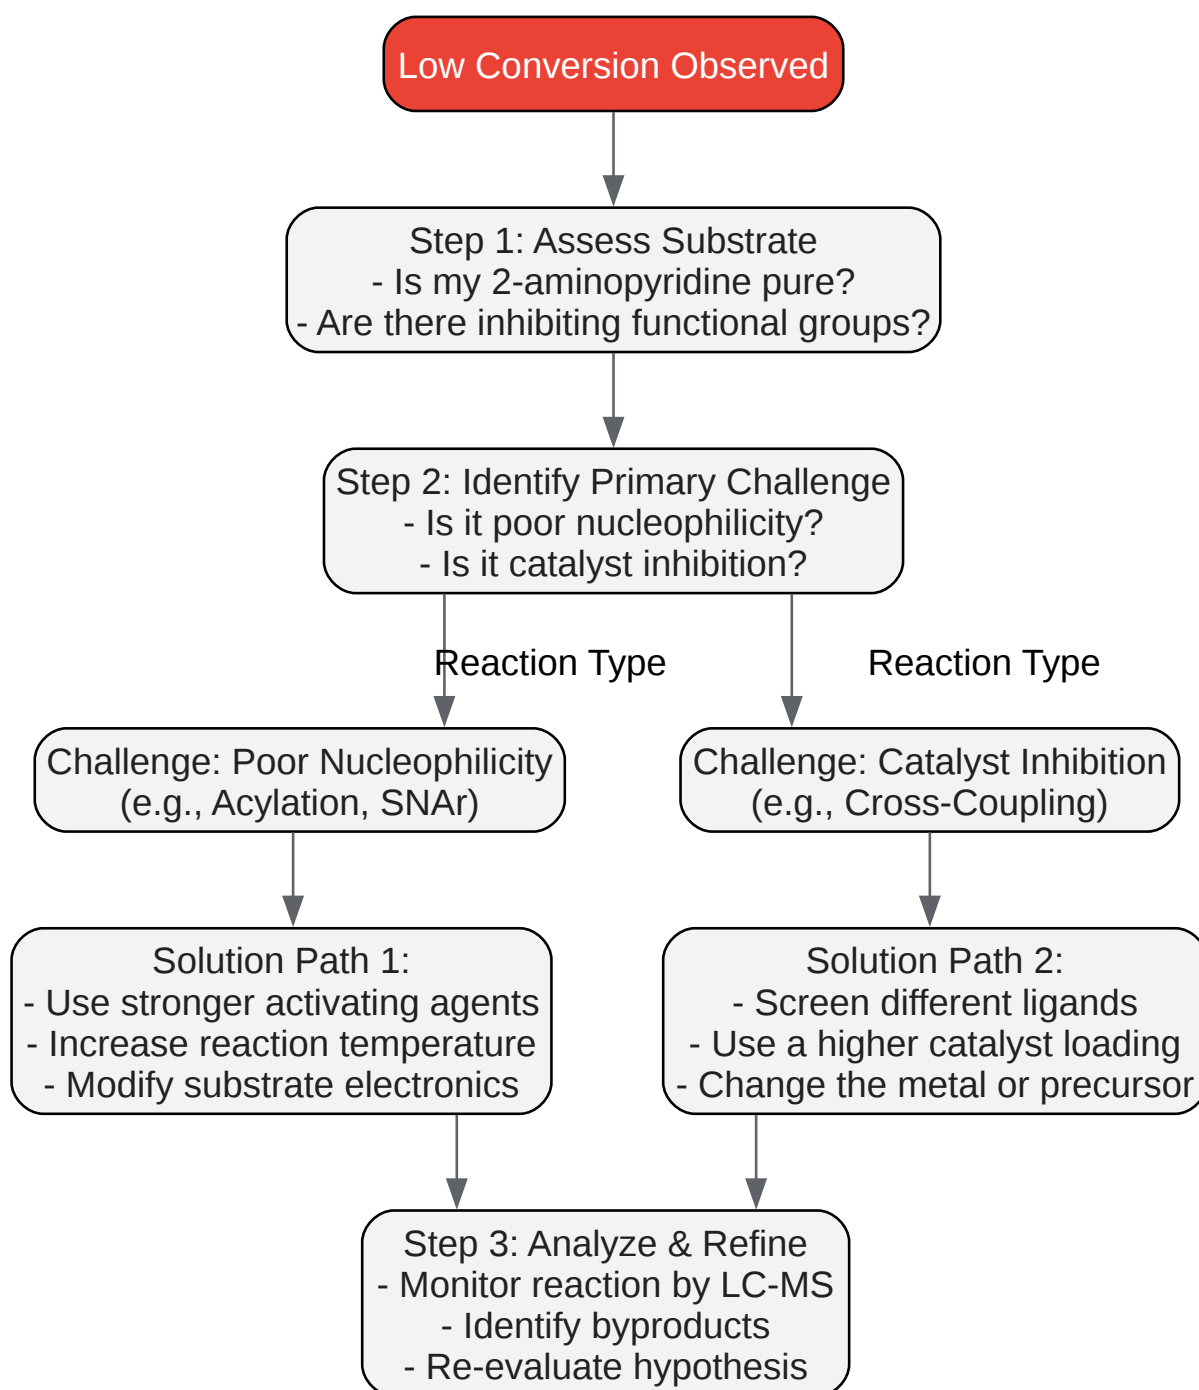 Low Conversion Observed
Step 1: Assess Substrate
- Is my 2-aminopyridine pure?
- Are there inhibiting functional groups?
Step 2: Identify Primary Challenge
- Is it poor nucleophilicity?
- Is it catalyst inhibition?
Reaction Type
Reaction Type
Challenge: Poor Nucleophilicity
(e.g., Acylation, SNAr)
Challenge: Catalyst Inhibition
(e.g., Cross-Coupling)
Solution Path 1:
- Use stronger activating agents
- Increase reaction temperature
- Modify substrate electronics
Solution Path 2:
- Screen different ligands
- Use a higher catalyst loading
- Change the metal or precursor
Step 3: Analyze & Refine
- Monitor reaction by LC-MS
- Identify byproducts
- Re-evaluate hypothesis